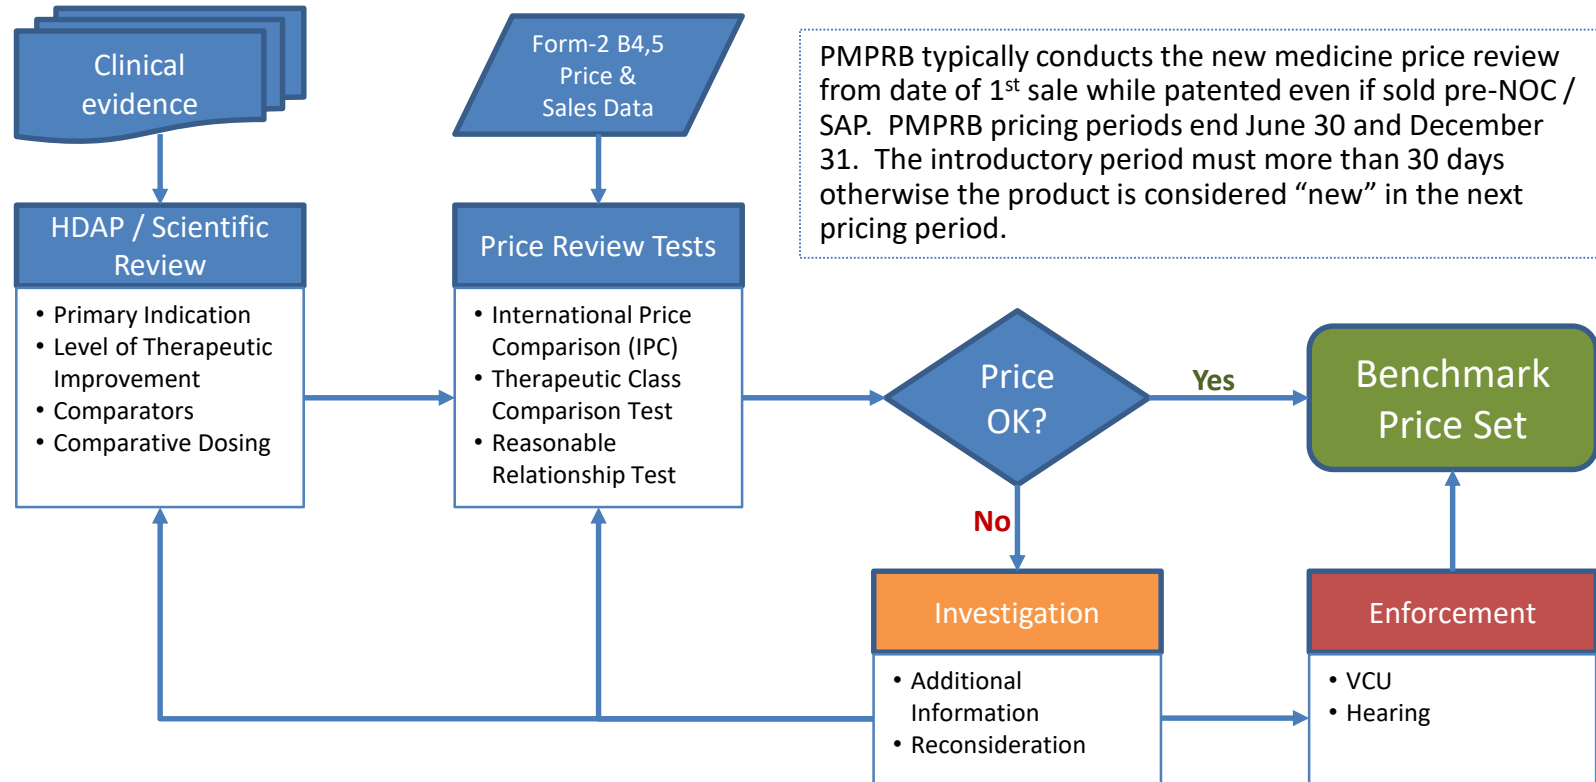 Clinical
evidence
Form-2 B4,5
Price &
Sales Data
PMPRB typically conducts the new medicine price review
from date of 1st sale while patented even if sold pre-NOC /
SAP. PMPRB pricing periods end June 30 and December
31. The introductory period must more than 30 days
otherwise the product is considered “new” in the next
pricing period.
HDAP / Scientific
Review
• Primary Indication
• Level of Therapeutic
Improvement
• Comparators
• Comparative Dosing
Price Review Tests
• International Price
Comparison (IPC)
• Therapeutic Class
Comparison Test
• Reasonable
Relationship Test
Price
OK?
Yes
Benchmark
Price Set
No
Investigation
• Additional
Information
• Reconsideration
Enforcement
• VCU
• Hearing